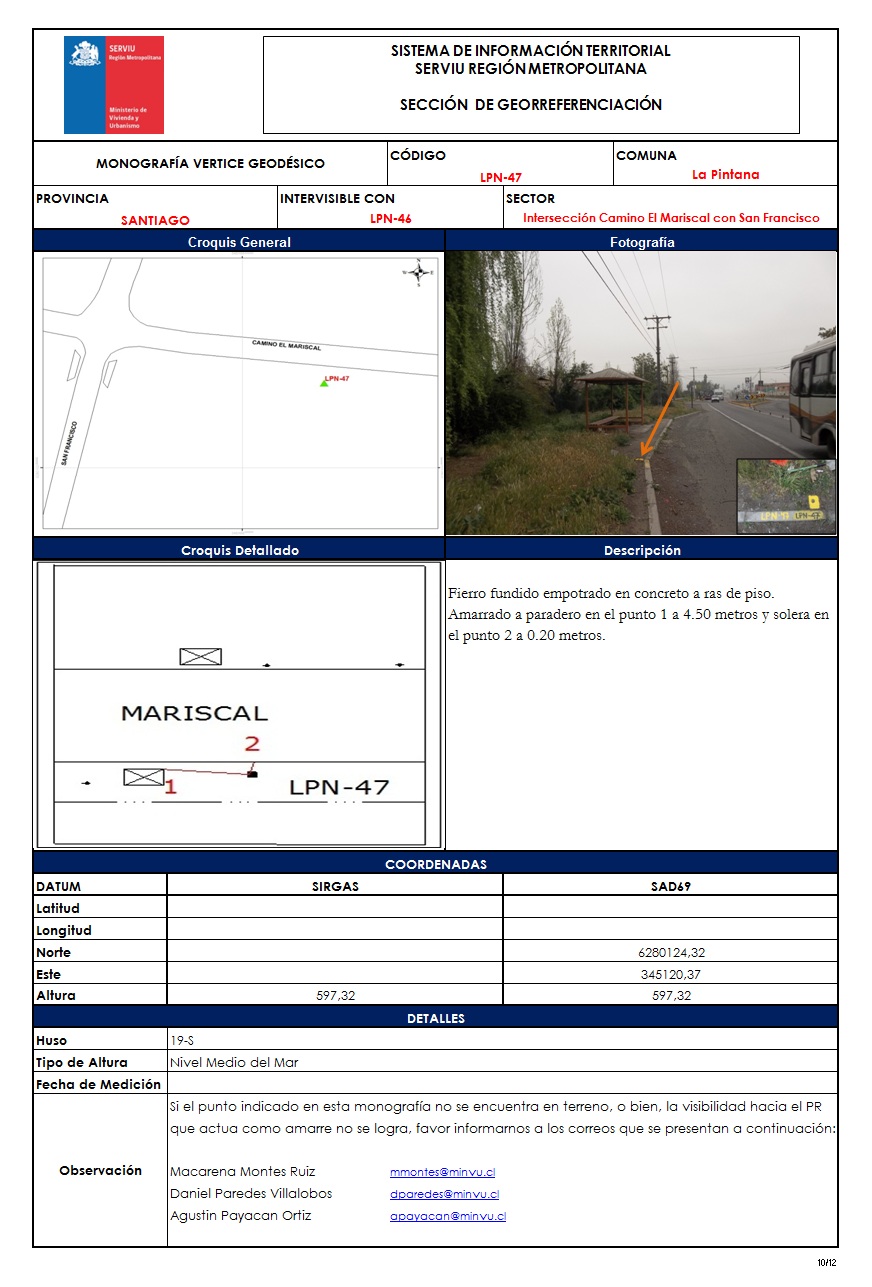 SERVIU
Región Metropolitana
Ministerio de
Vivienda y
Urbanismo
SISTEMA DE INFORMACIÓN TERRITORIAL
SERVIU REGIÓN METROPOLITANA
SECCIÓN DE GEORREFERENCIACIÓN
MONOGRAFÍA VERTICE GEODÉSICO
CÓDIGO
LPN-47
COMUNA
La Pintana
PROVINCIA
SANTIAGO
INTERVISIBLE CON
LPN-46
SECTOR
Intersección Camino El Mariscal con San Francisco
Croquis General
Fotografía
N
W E
S
CAMINO EL MARISCAL
LPN-47
SAN FRANCISCO
LPN-47
Croquis Detallado
Descripción
MARISCAL
2
1
LPN-47
Fierro fundido empotrado en concreto a ras de piso.
Amarrado a paradero en el punto 1 a 4.50 metros y solera en
el punto 2 a 0.20 metros.
COORDENADAS
DATUM SIRGAS SAD69
Latitud
Longitud
Norte 6280124,32
Este 345120,37
Altura 597,32 597,32
DETALLES
Huso 19-S
Tipo de Altura Nivel Medio del Mar
Fecha de Medición
Observación
Si el punto indicado en esta monografía no se encuentra en terreno, o bien, la visibilidad hacia el PR
que actua como amarre no se logra, favor informarnos a los correos que se presentan a continuación:
Macarena Montes Ruiz mmontes@minvu.cl
Daniel Paredes Villalobos dparedes@minvu.cl
Agustin Payacan Ortiz apayacan@minvu.cl
10/12